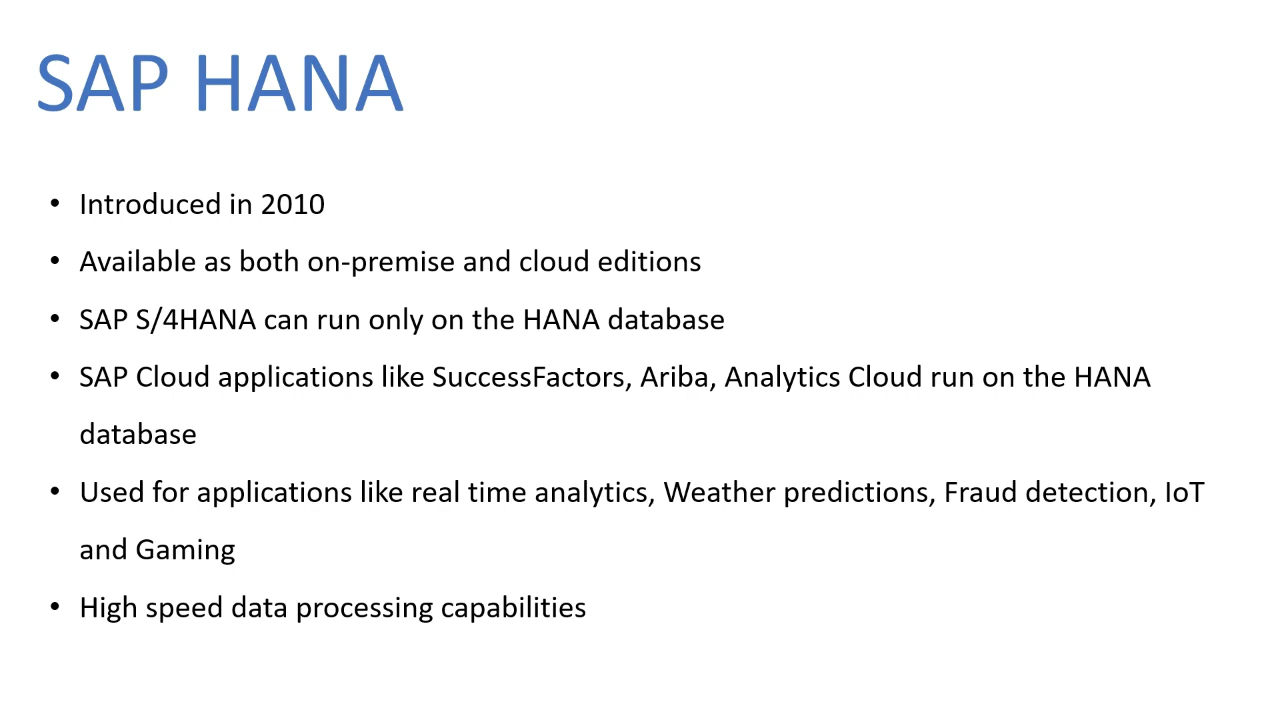 SAP HANA
• Introduced in 2010
• Available as both on-premise and cloud editions
• SAP S/4HANA can run only on the HANA database
• SAP Cloud applications like SuccessFactors, Ariba, Analytics Cloud run on the HANA
database
• Used for applications like real time analytics, Weather predictions, Fraud detection, IoT
and Gaming
• High speed data processing capabilities